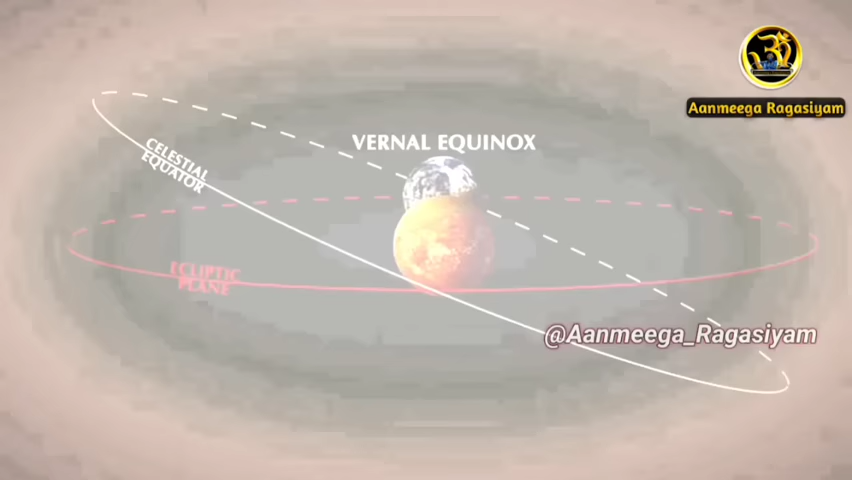 Aanmeega Ragasiyam
VERNAL EQUINOX
CELESTIAL
EQUATOR
ECLIPTIC
PLANE
@Aanmeega_Ragasiyam